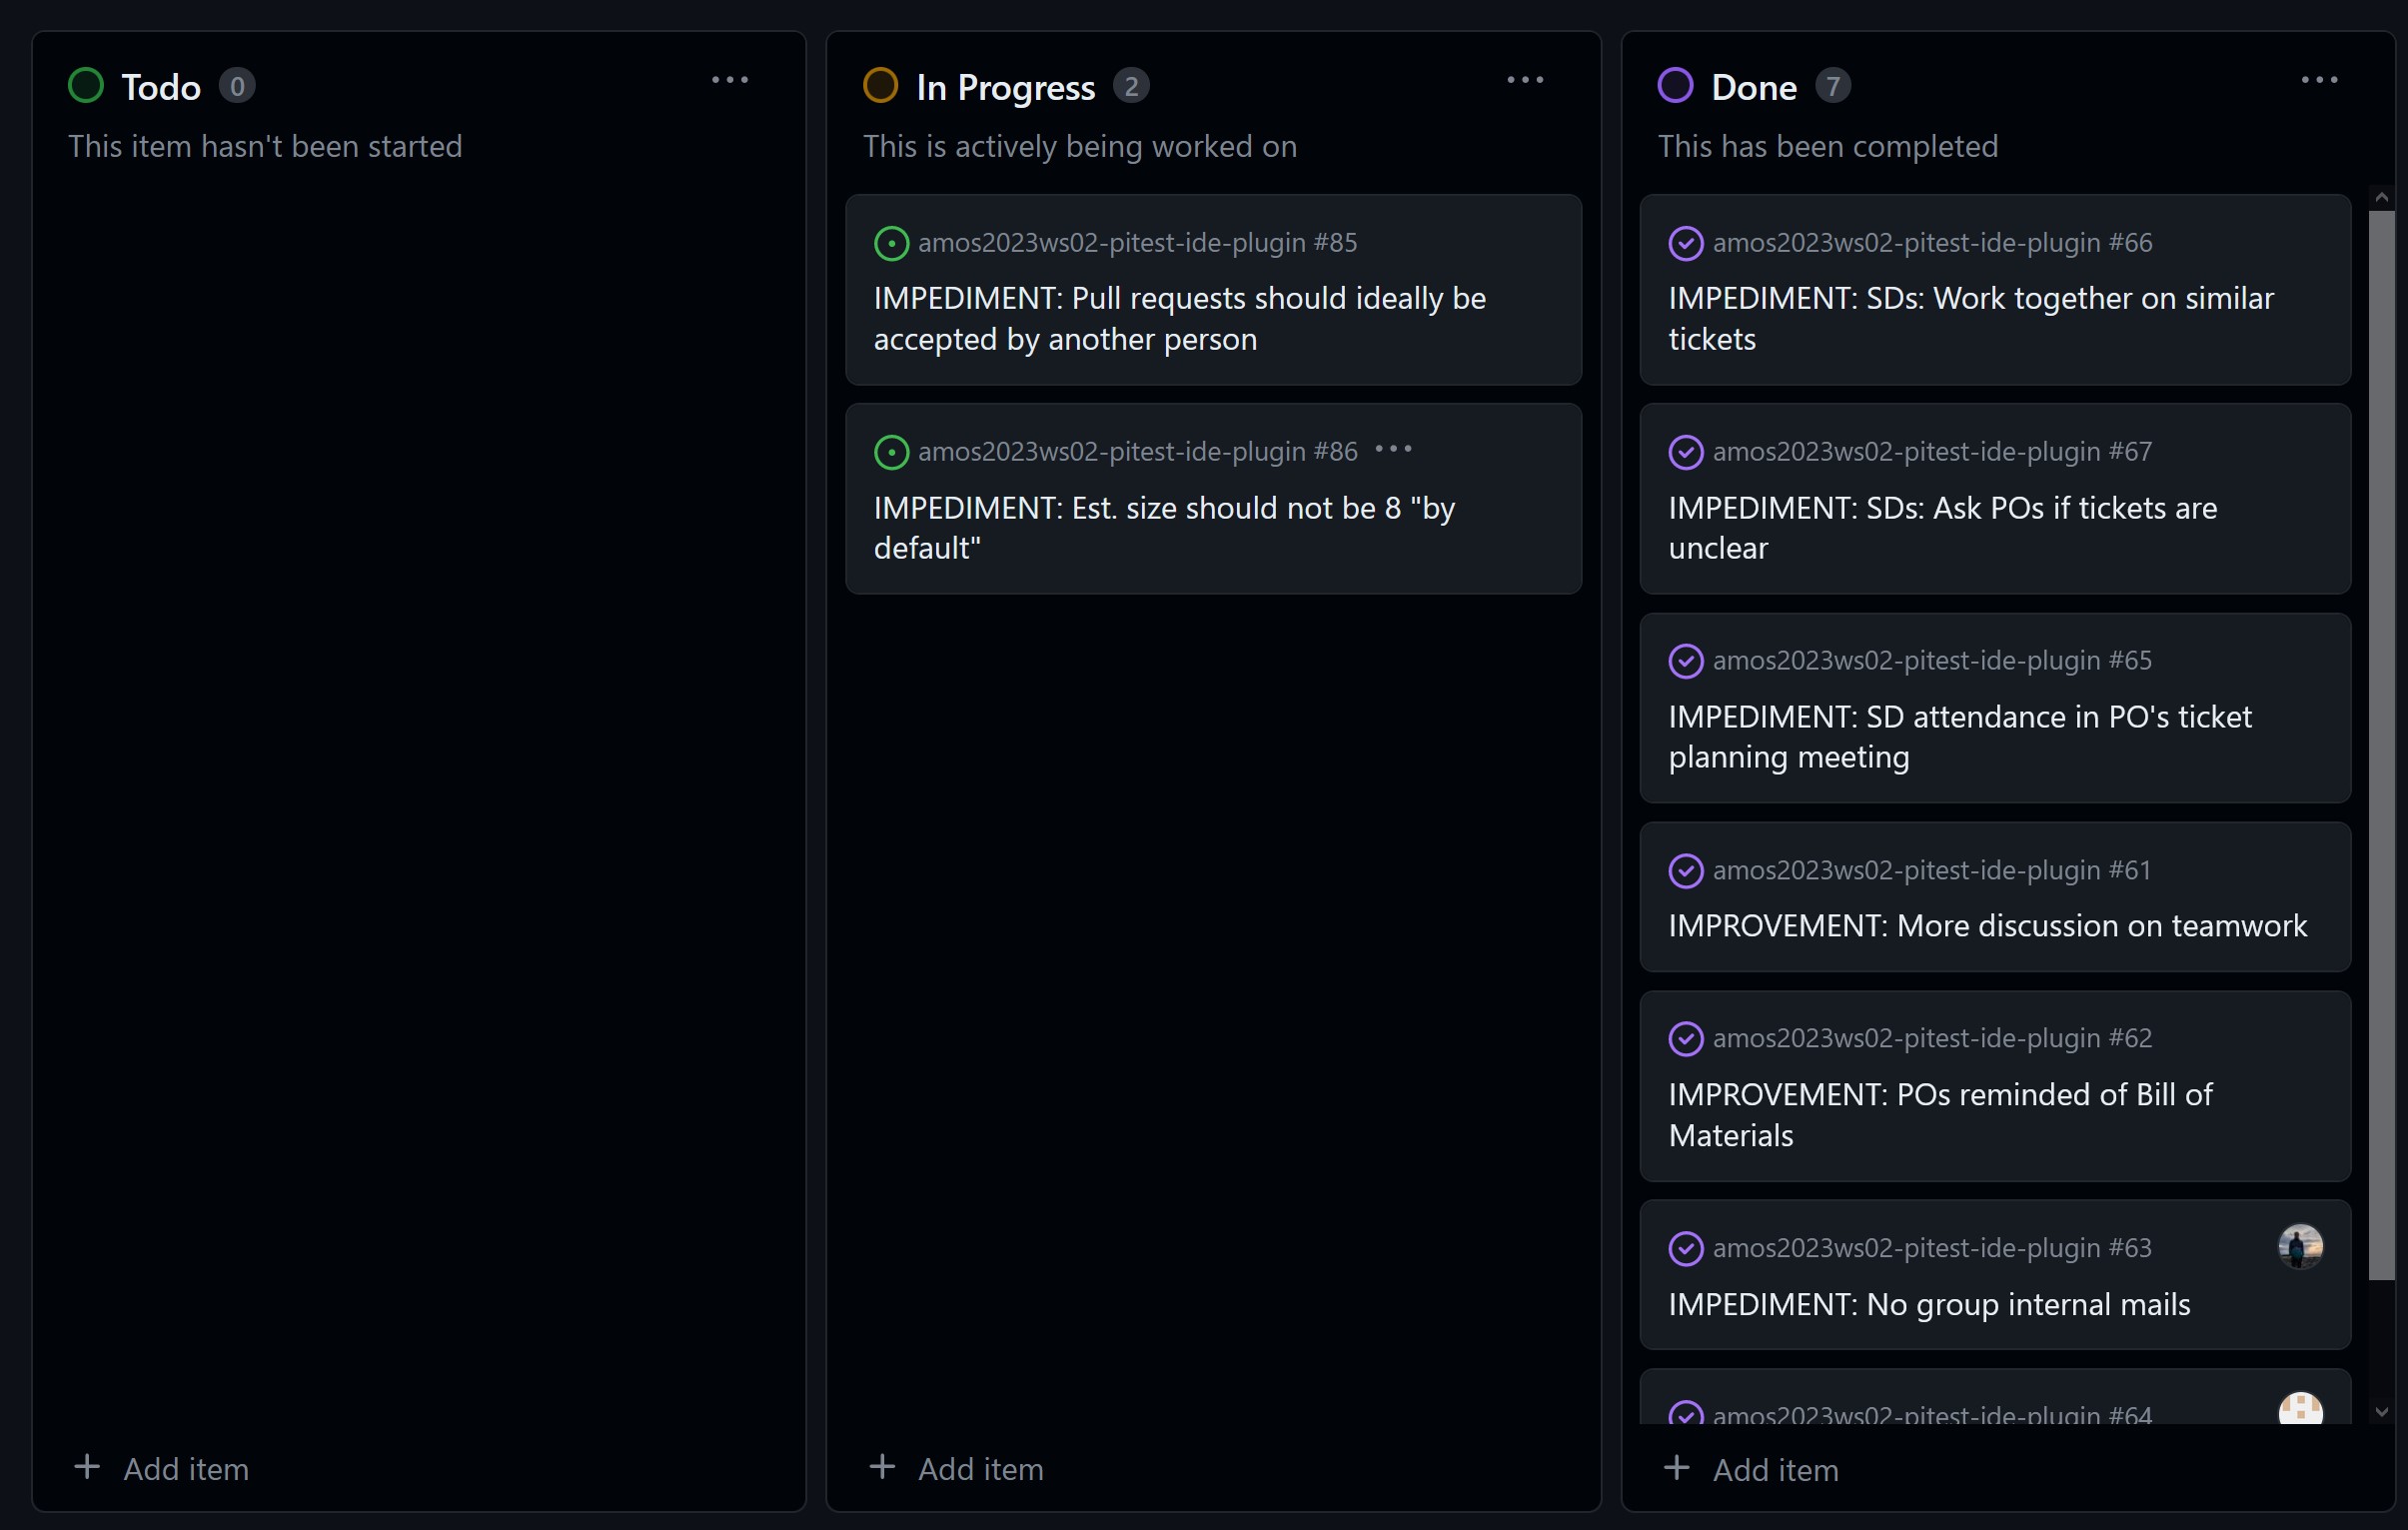 Todo 0
This item hasn't been started
Add item
In Progress 2
This is actively being worked on
amos2023ws02-pitest-ide-plugin #85
IMPEDIMENT: Pull requests should ideally be
accepted by another person
amos2023ws02-pitest-ide-plugin #86
IMPEDIMENT: Est. size should not be 8 "by
default"
Add item
Done 7
This has been completed
amos2023ws02-pitest-ide-plugin #66
IMPEDIMENT: SDs: Work together on similar
tickets
amos2023ws02-pitest-ide-plugin #67
IMPEDIMENT: SDs: Ask POs if tickets are
unclear
amos2023ws02-pitest-ide-plugin #65
IMPEDIMENT: SD attendance in PO's ticket
planning meeting
amos2023ws02-pitest-ide-plugin #61
IMPROVEMENT: More discussion on teamwork
amos2023ws02-pitest-ide-plugin #62
IMPROVEMENT: POs reminded of Bill of
Materials
amos2023ws02-pitest-ide-plugin #63
IMPEDIMENT: No group internal mails
amos2023ws02-pitest-ide-plugin #64
Add item